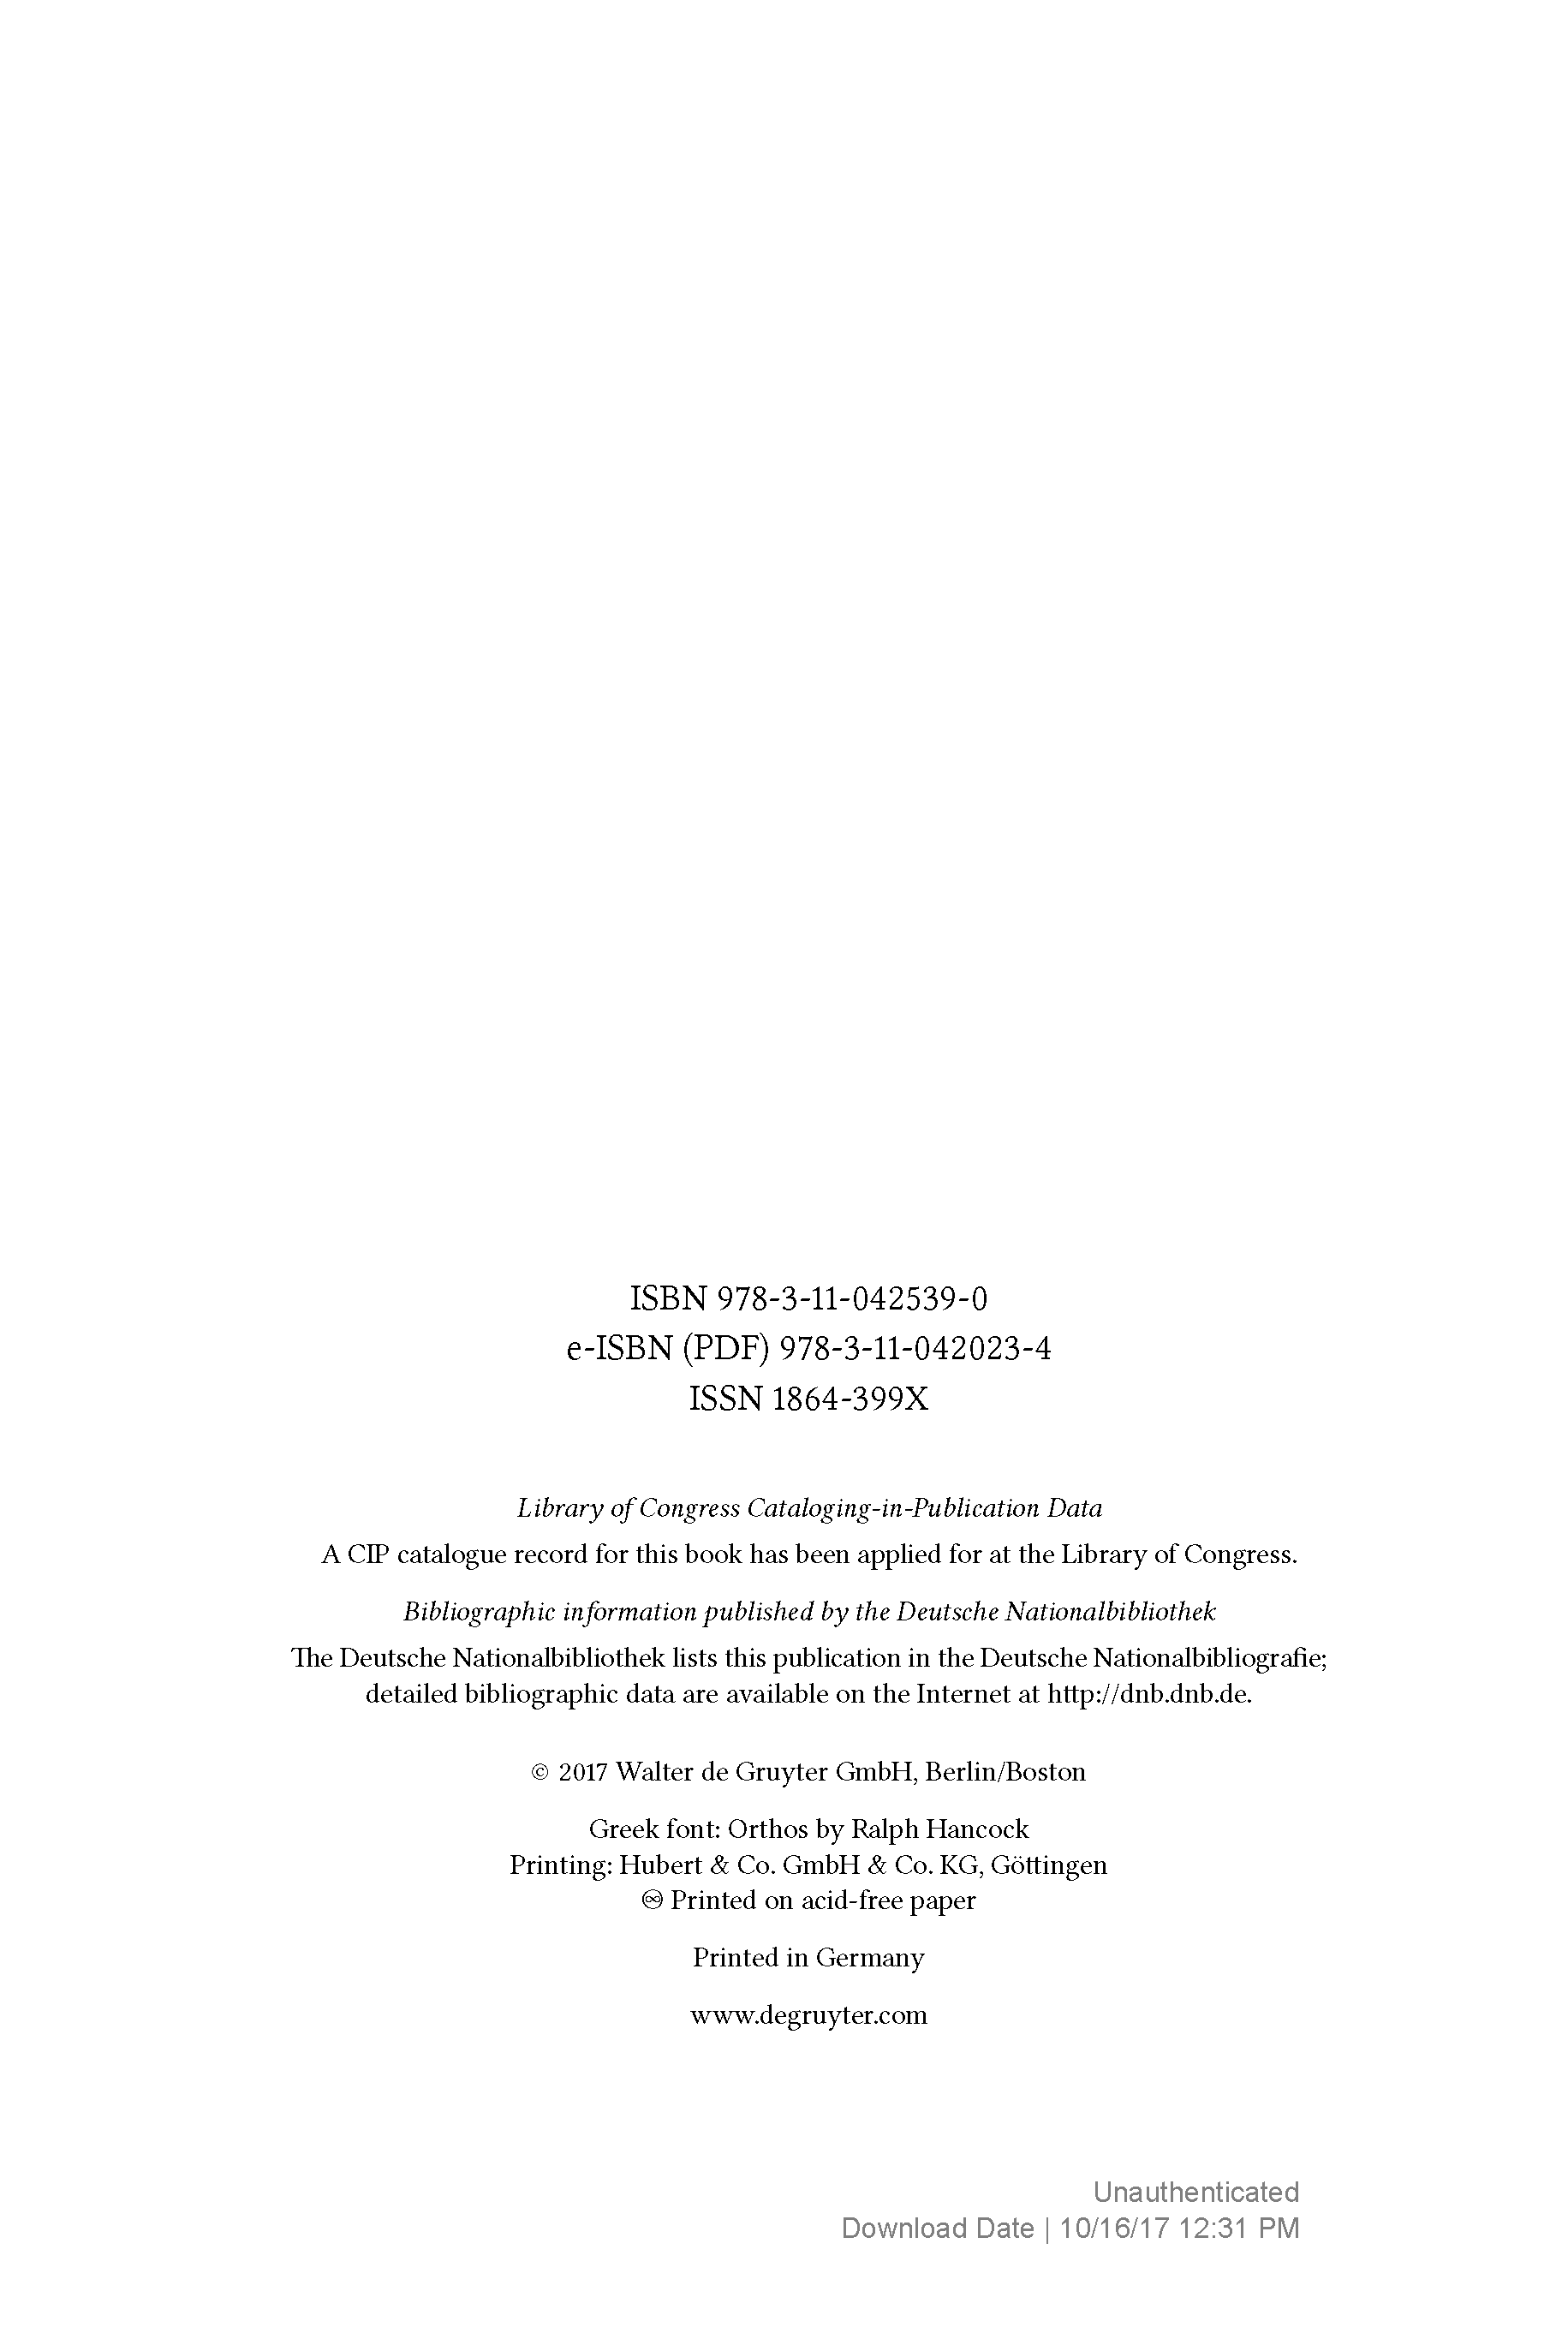 ISBN 978-3-11-042539-0
e-ISBN (PDF) 978-3-11-042023-4
ISSN 1864-399X
Library of Congress Cataloging-in-Publication Data
A CIP catalogue record for this book has been applied for at the Library of Congress.
Bibliographic information published by the Deutsche Nationalbibliothek
The Deutsche Nationalbibliothek lists this publication in the Deutsche Nationalbibliografie;
detailed bibliographic data are available on the Internet at http://dnb.dnb.de.
© 2017 Walter de Gruyter GmbH, Berlin/Boston
Greek font: Orthos by Ralph Hancock
Printing: Hubert & Co. GmbH & Co. KG, Göttingen
♾ Printed on acid-free paper
Printed in Germany
www.degruyter.com
Unauthenticated
Download Date | 10/16/17 12:31 PM